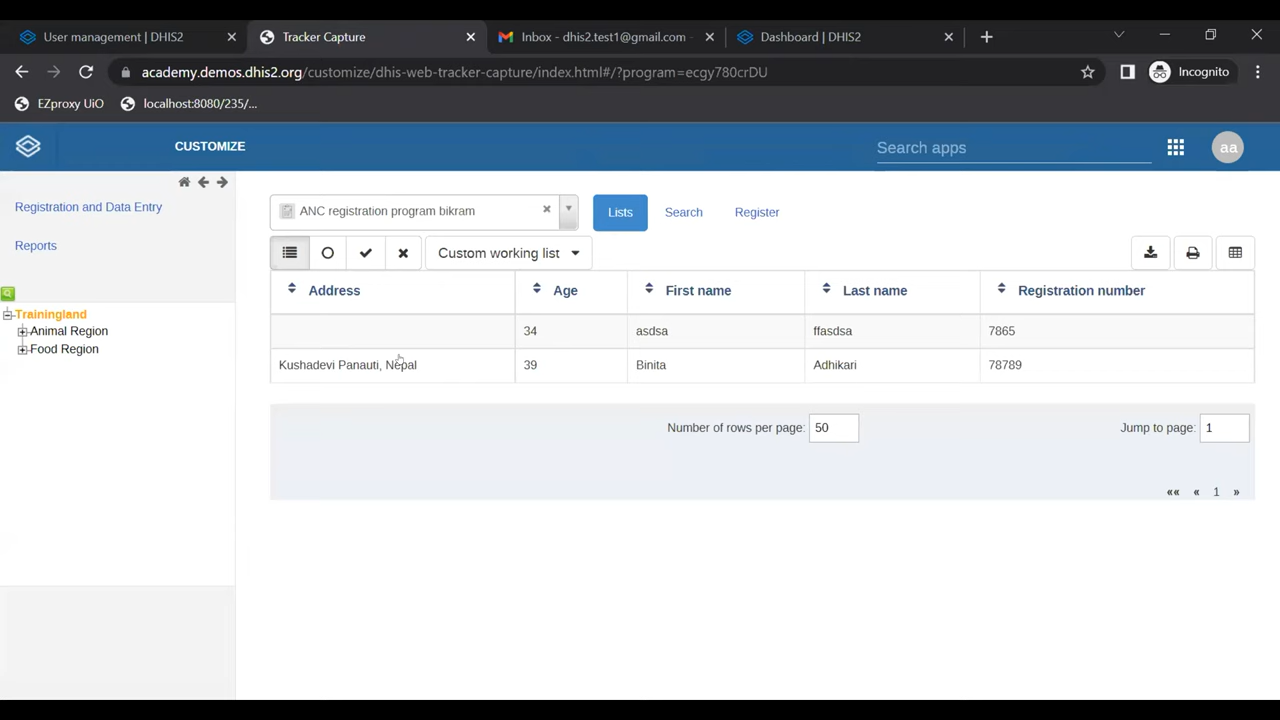 User management | DHIS2
Tracker Capture
Inbox - dhis2.test1@gmail.com -
Dashboard | DHIS2
academy.demos.dhis2.org/customize/dhis-web-tracker-capture/index.html#/?program=ecgy780crDU
Incognito
EZproxy UiO
localhost:8080/235/...
CUSTOMIZE
Search apps
aa
Registration and Data Entry
Reports
Trainingland
Animal Region
Food Region
ANC registration program bikram
Lists
Search
Register
Custom working list
Address Age First name Last name Registration number
34 asdsa ffasdsa 7865
Kushadevi Panauti, Nepal 39 Binita Adhikari 78789
Number of rows per page: 50
Jump to page: 1
«« « 1 »